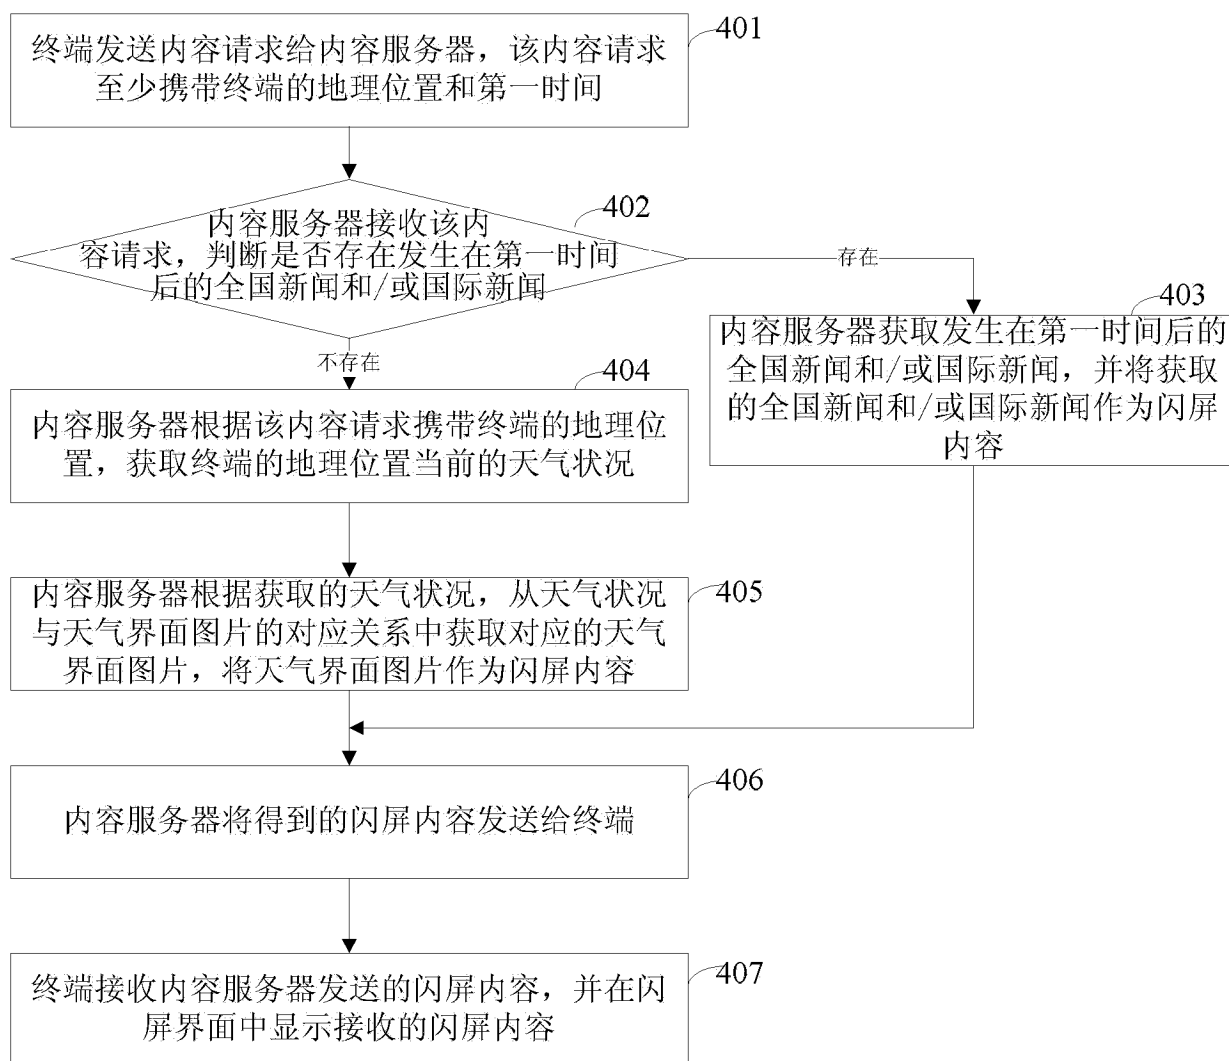 401
终端发送内容请求给内容服务器，该内容请求
至少携带终端的地理位置和第一时间
402
内容服务器接收该内
容请求，判断是否存在发生在第一时间
后的全国新闻和/或国际新闻
存在
403
内容服务器获取发生在第一时间后的
全国新闻和/或国际新闻，并将获取
的全国新闻和/或国际新闻作为闪屏
内容
不存在
404
内容服务器根据该内容请求携带终端的地理位
置，获取终端的地理位置当前的天气状况
405
内容服务器根据获取的天气状况，从天气状况
与天气界面图片的对应关系中获取对应的天气
界面图片，将天气界面图片作为闪屏内容
406
内容服务器将得到的闪屏内容发送给终端
407
终端接收内容服务器发送的闪屏内容，并在闪
屏界面中显示接收的闪屏内容